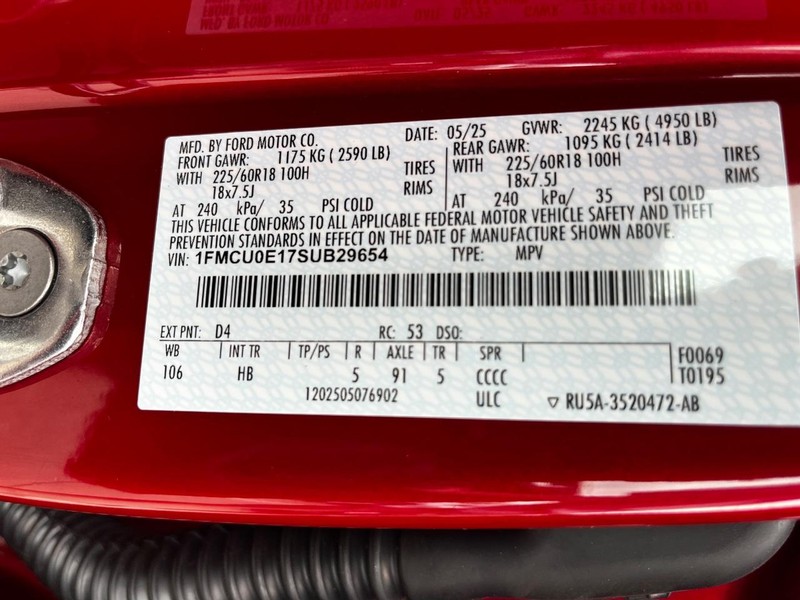 MFD. BY FORD MOTOR CO. DATE: 05/25 GVWR: 2245 KG ( 4950 LB)
FRONT GAWR: 1175 KG ( 2590 LB) REAR GAWR: 1095 KG ( 2414 LB)
WITH 225/60R18 100H TIRES WITH 225/60R18 100H TIRES
18x7.5J RIMS 18x7.5J RIMS
AT 240 kPa/ 35 PSI COLD AT 240 kPa/ 35 PSI COLD
THIS VEHICLE CONFORMS TO ALL APPLICABLE FEDERAL MOTOR VEHICLE SAFETY AND THEFT
PREVENTION STANDARDS IN EFFECT ON THE DATE OF MANUFACTURE SHOWN ABOVE.
VIN: 1FMCU0E17SUB29654 TYPE: MPV
EXT PNT: D4 RC: 53 DSO:
WB INT TR TP/PS R AXLE TR SPR F0069
106 HB 5 91 5 CCCC T0195
1202505076902 ULC ▽ RU5A-3520472-AB